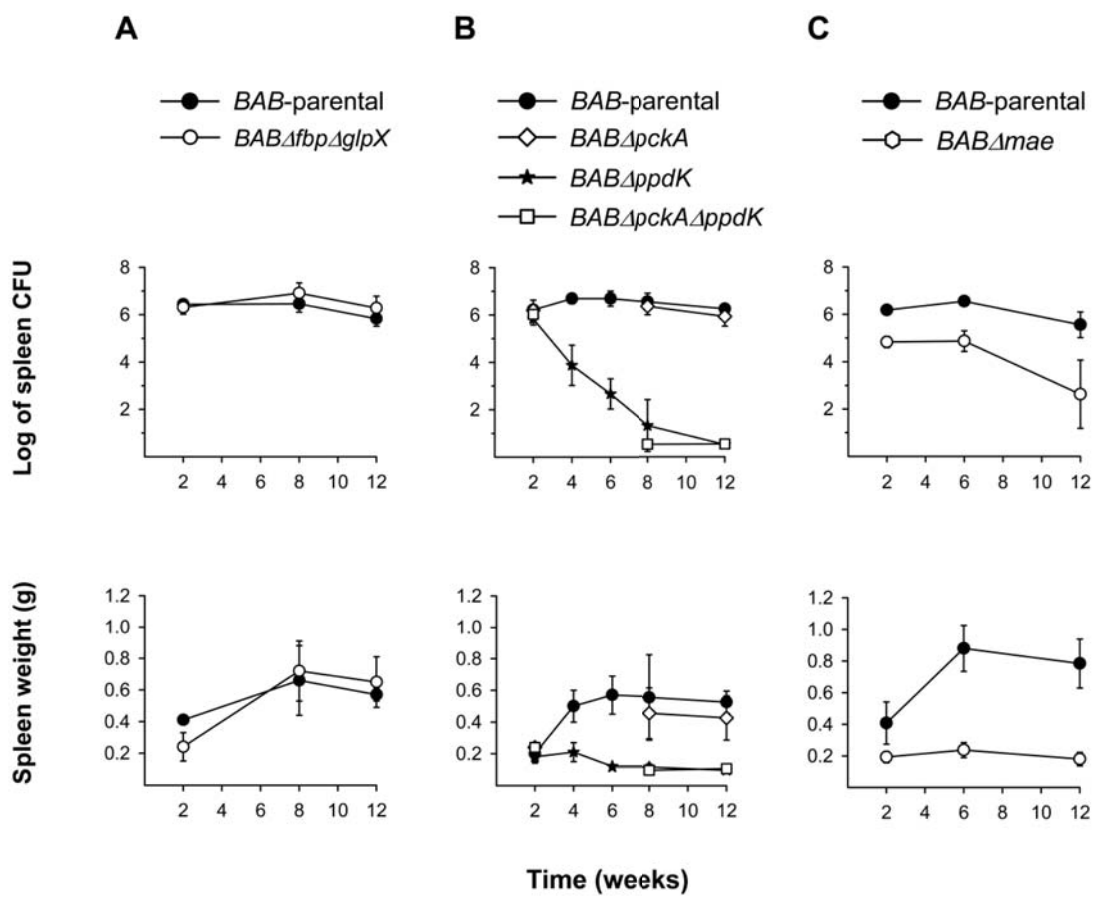 A
BAB-parental
BABΔfbpΔglpX
B
BAB-parental
BABΔpckA
BABΔppdK
BABΔpckAΔppdK
C
BAB-parental
BABΔmae
Log of spleen CFU
8
6
4
2
2 4 6 6 8 10 12
8
6
4
2
2 4 6 8 10 12
8
6
4
2
2 4 6 8 10 12
Spleen weight (g)
1.2
1.0
0.8
0.6
0.4
0.2
2 4 6 8 10 12
1.2
1.0
0.8
0.6
0.4
0.2
2 4 6 8 10 12
1.2
1.0
0.8
0.6
0.4
0.2
2 4 6 8 10 12
Time (weeks)